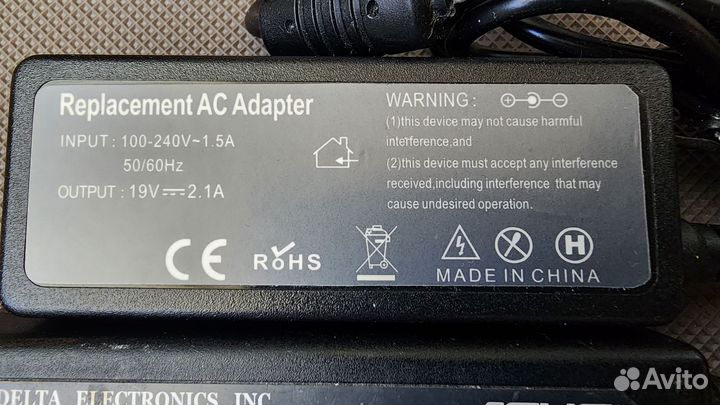 Replacement AC Adapter
INPUT : 100-240V~1.5A
50/60Hz
OUTPUT : 19V⎓2.1A
WARNING :
(1)this device may not cause harmful
interference,and
(2)this device must accept any interference
received,including interference that may
cause undesired operation.
CE
RoHS
H
MADE IN CHINA
DELTA ELECTRONICS, INC
Avito